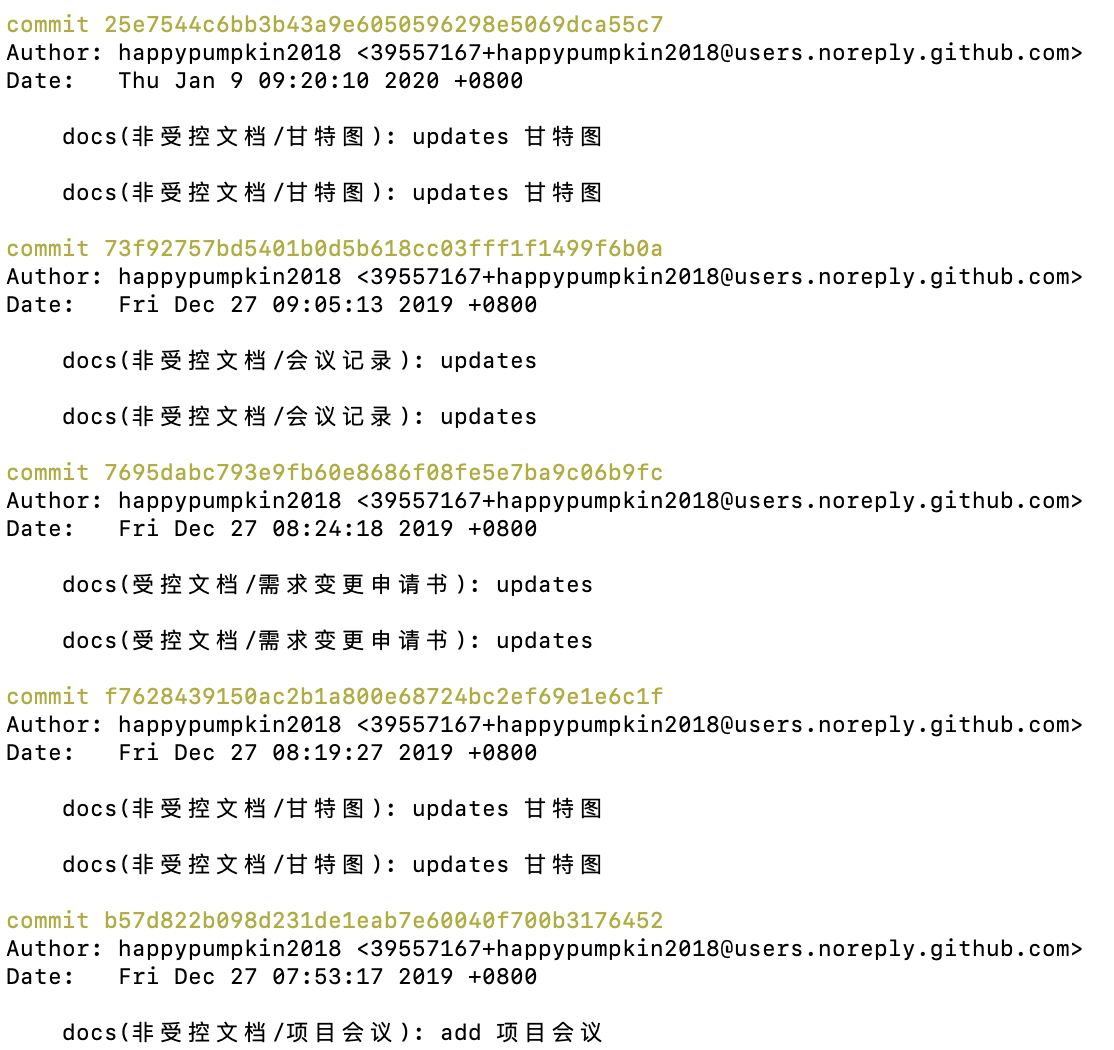 commit 25e7544c6bb3b43a9e6050596298e5069dca55c7
Author: happypumpkin2018 <39557167+happypumpkin2018@users.noreply.github.com>
Date:   Thu Jan 9 09:20:10 2020 +0800
docs(非受控文档/甘特图): updates 甘特图
docs(非受控文档/甘特图): updates 甘特图
commit 73f92757bd5401b0d5b618cc03fff1f1499f6b0a
Author: happypumpkin2018 <39557167+happypumpkin2018@users.noreply.github.com>
Date:   Fri Dec 27 09:05:13 2019 +0800
docs(非受控文档/会议记录): updates
docs(非受控文档/会议记录): updates
commit 7695dabc793e9fb60e8686f08fe5e7ba9c06b9fc
Author: happypumpkin2018 <39557167+happypumpkin2018@users.noreply.github.com>
Date:   Fri Dec 27 08:24:18 2019 +0800
docs(受控文档/需求变更申请书): updates
docs(受控文档/需求变更申请书): updates
commit f7628439150ac2b1a800e68724bc2ef69e1e6c1f
Author: happypumpkin2018 <39557167+happypumpkin2018@users.noreply.github.com>
Date:   Fri Dec 27 08:19:27 2019 +0800
docs(非受控文档/甘特图): updates 甘特图
docs(非受控文档/甘特图): updates 甘特图
commit b57d822b098d231de1eab7e60040f700b3176452
Author: happypumpkin2018 <39557167+happypumpkin2018@users.noreply.github.com>
Date:   Fri Dec 27 07:53:17 2019 +0800
docs(非受控文档/项目会议): add 项目会议